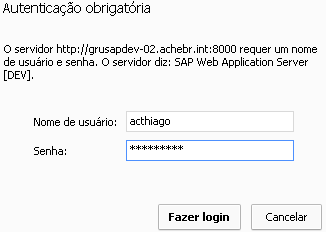 Autenticação obrigatória
O servidor http://grusapdev-02.achebr.int:8000 requer um nome
de usuário e senha. O servidor diz: SAP Web Application Server
[DEV].
Nome de usuário: acthiago
Senha: *********
Fazer login Cancelar